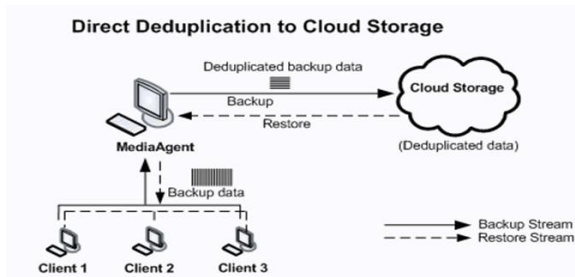 Direct Deduplication to Cloud Storage
Deduplicated backup data
Backup
Restore
Cloud Storage
(Deduplicated data)
MediaAgent
Backup data
Client 1
Client 2
Client 3
Backup Stream
Restore Stream